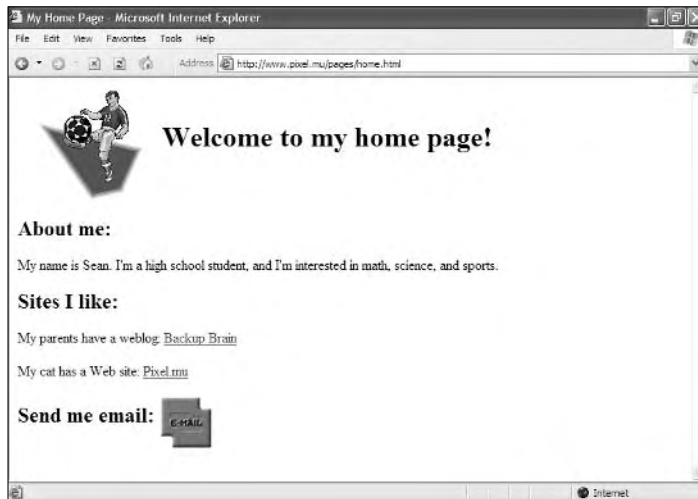 My Home Page - Microsoft Internet Explorer
File Edit View Favorites Tools Help
Address http://www.pixel.mu/pages/home.html
Welcome to my home page!
About me:
My name is Sean. I'm a high school student, and I'm interested in math, science, and sports.
Sites I like:
My parents have a weblog: Backup Brain
My cat has a Web site: Pixel.mu
Send me email: E-MAIL
Internet